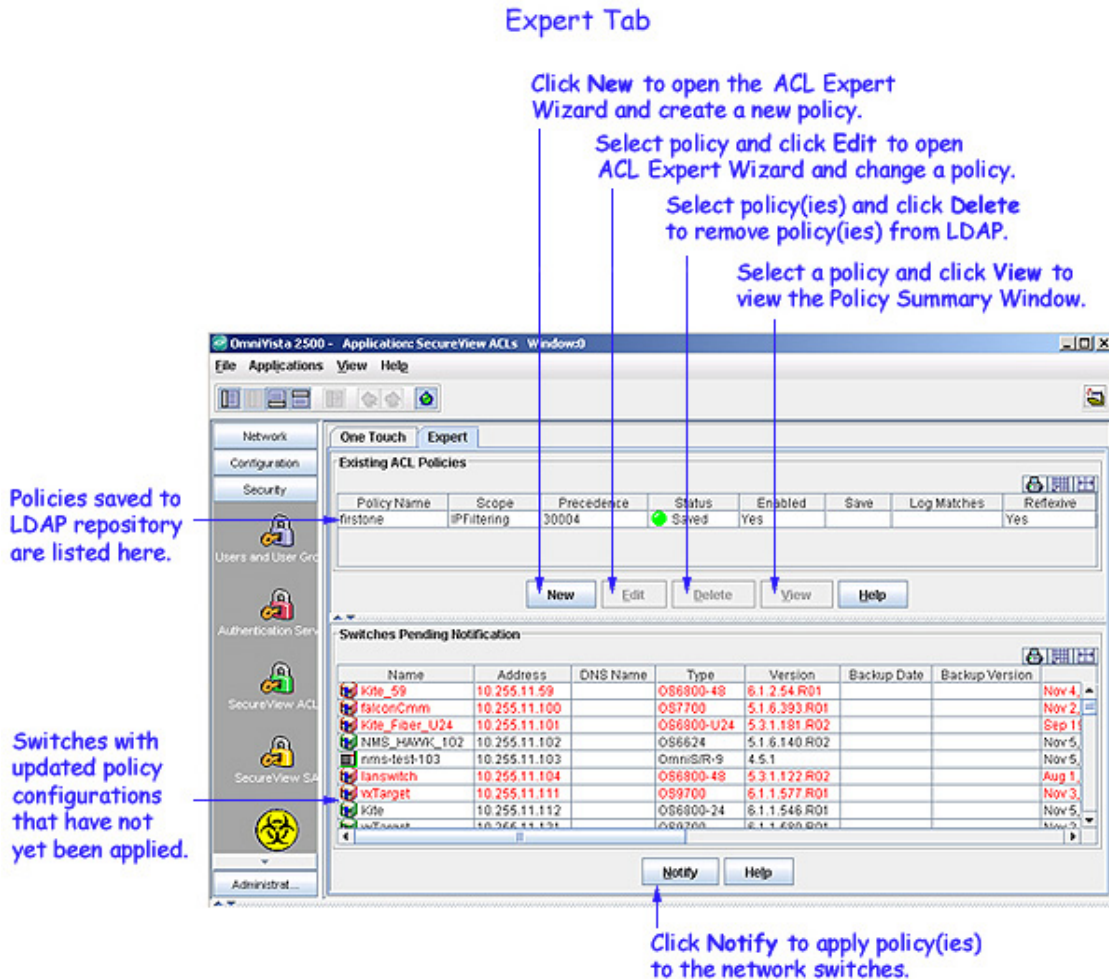 Expert Tab
Click New to open the ACL Expert
Wizard and create a new policy.
Select policy and click Edit to open
ACL Expert Wizard and change a policy.
Select policy(ies) and click Delete
to remove policy(ies) from LDAP.
Select a policy and click View to
view the Policy Summary Window.
OmniVista 2500 - Application: SecureView ACLs Window:0
File Applications View Help
Network
Configuration
Security
Users and User Gro
Authentication Serv
SecureView ACL
SecureView SA
Administrat...
One Touch Expert
Existing ACL Policies
Policy Name Scope Precedence Status Enabled Save Log Matches Reflexive
firstone IPFiltering 30004 Saved Yes Yes
New Edit Delete View Help
Policies saved to
LDAP repository
are listed here.
Switches Pending Notification
Name Address DNS Name Type Version Backup Date Backup Version
Kite_59 10.255.11.59 OS6800-48 6.1.2.54.R01 Nov 4,
falconCmm 10.255.11.100 OS7700 5.1.6.393.R01 Nov 2,
Kite_Fiber_U24 10.255.11.101 OS6800-U24 5.3.1.181.R02 Sep 19
NMS_HAWK_102 10.255.11.102 OS6624 5.1.6.140.R02 Nov 5,
nms-test-103 10.255.11.103 OmniS/R-9 4.5.1 Nov 5,
lanswitch 10.255.11.104 OS6800-48 5.3.1.122.R02 Aug 1,
vxTarget 10.255.11.111 OS9700 6.1.1.577.R01 Nov 3,
Kite 10.255.11.112 OS6800-24 6.1.1.546.R01 Nov 5,
vxTarget 10.255.11.121 OS9700 6.1.1.680.R01
Switches with
updated policy
configurations
that have not
yet been applied.
Notify Help
Click Notify to apply policy(ies)
to the network switches.